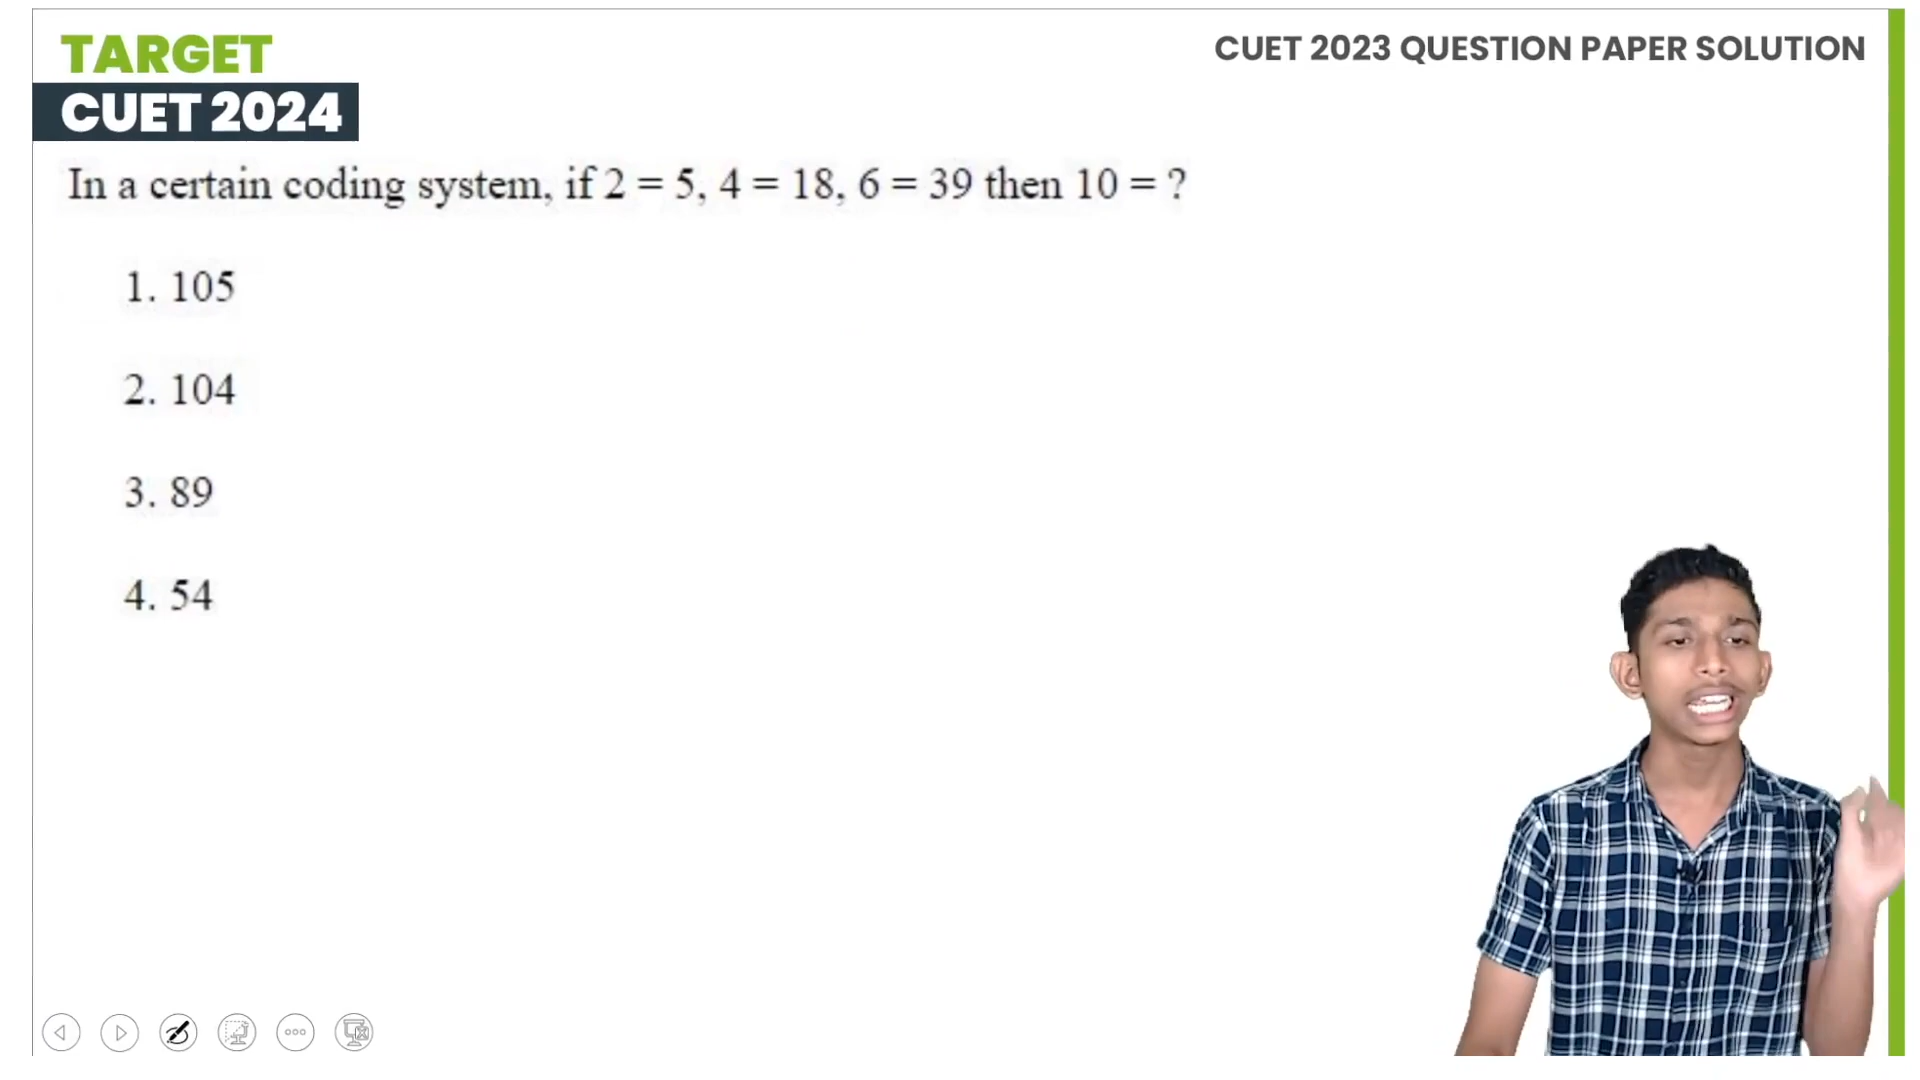 TARGET
CUET 2024
CUET 2023 QUESTION PAPER SOLUTION
In a certain coding system, if 2 = 5, 4 = 18, 6 = 39 then 10 = ?
1. 105
2. 104
3. 89
4. 54